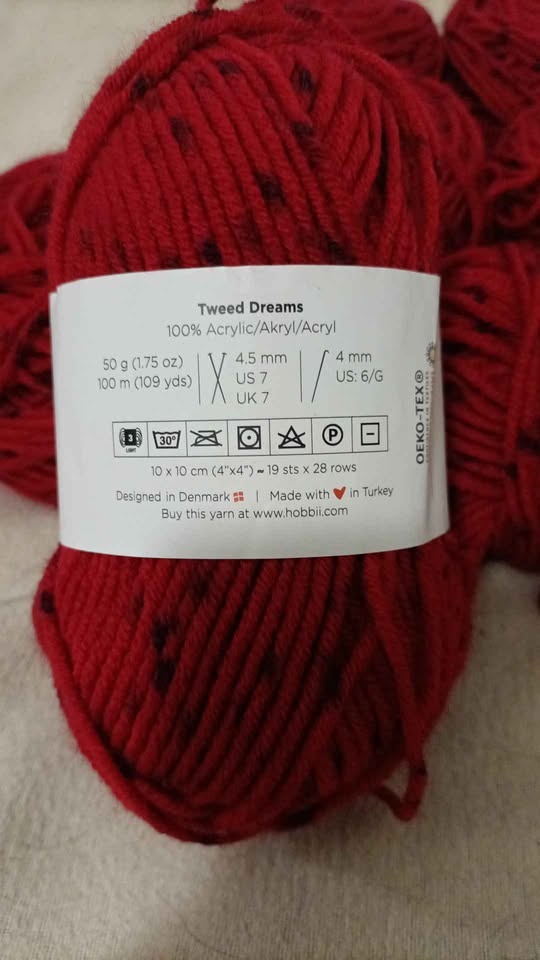 Tweed Dreams
100% Acrylic/Akryl/Acryl
50 g (1.75 oz)
100 m (109 yds)
4.5 mm
US 7
UK 7
4 mm
US: 6/G
3
LIGHT
30°
P
10 x 10 cm (4"x4") ~ 19 sts x 28 rows
Designed in Denmark | Made with ❤ in Turkey
Buy this yarn at www.hobbii.com
OEKO-TEX®